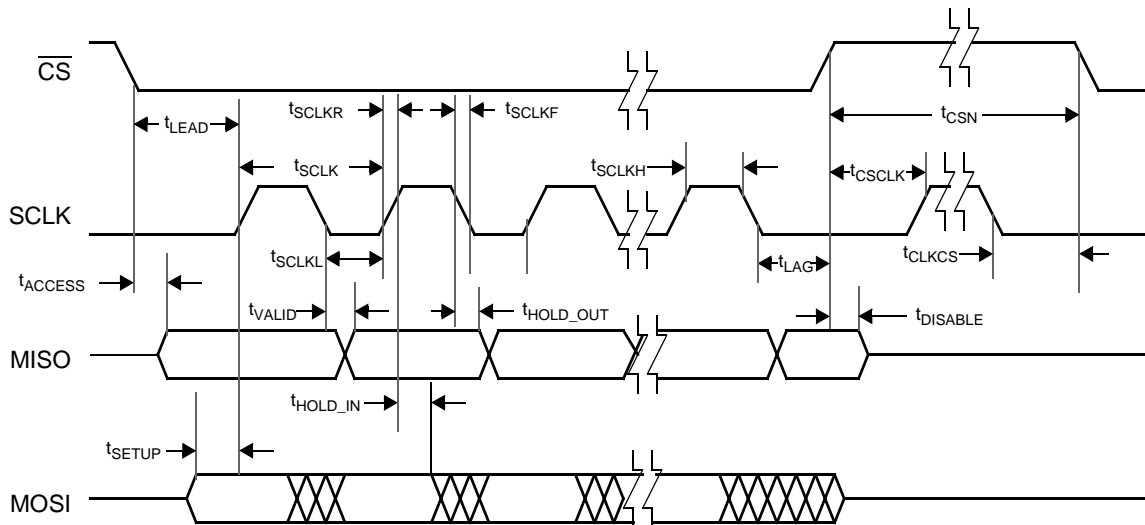 CS
tSCLKR
tSCLKF
tLEAD
tCSN
tSCLK
tSCLKH
tCSCLK
SCLK
tSCLKL
tLAG
tCLKCS
tACCESS
tVALID
tHOLD_OUT
tDISABLE
MISO
tHOLD_IN
tSETUP
MOSI